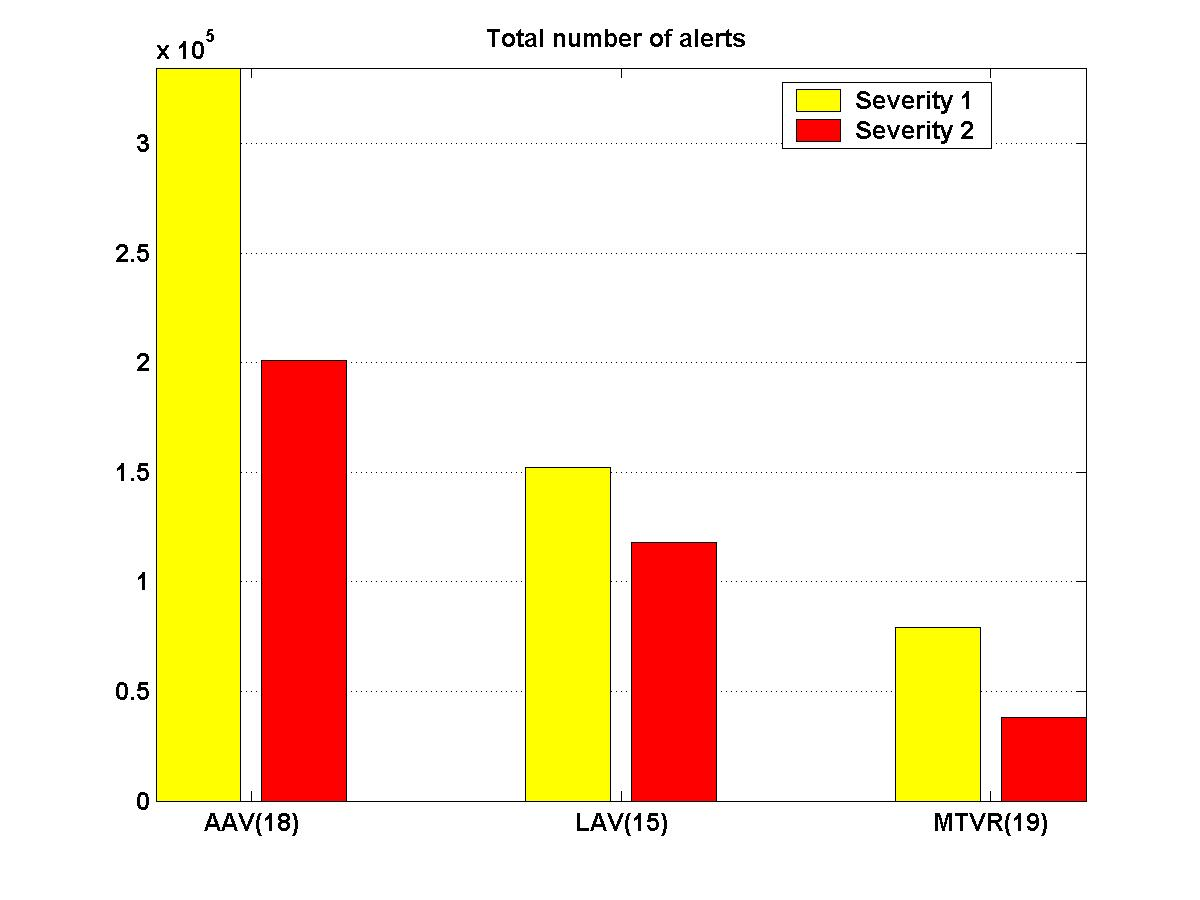 Total number of alerts
x 10^5
Severity 1
Severity 2
3
2.5
2
1.5
1
0.5
0
AAV(18) LAV(15) MTVR(19)